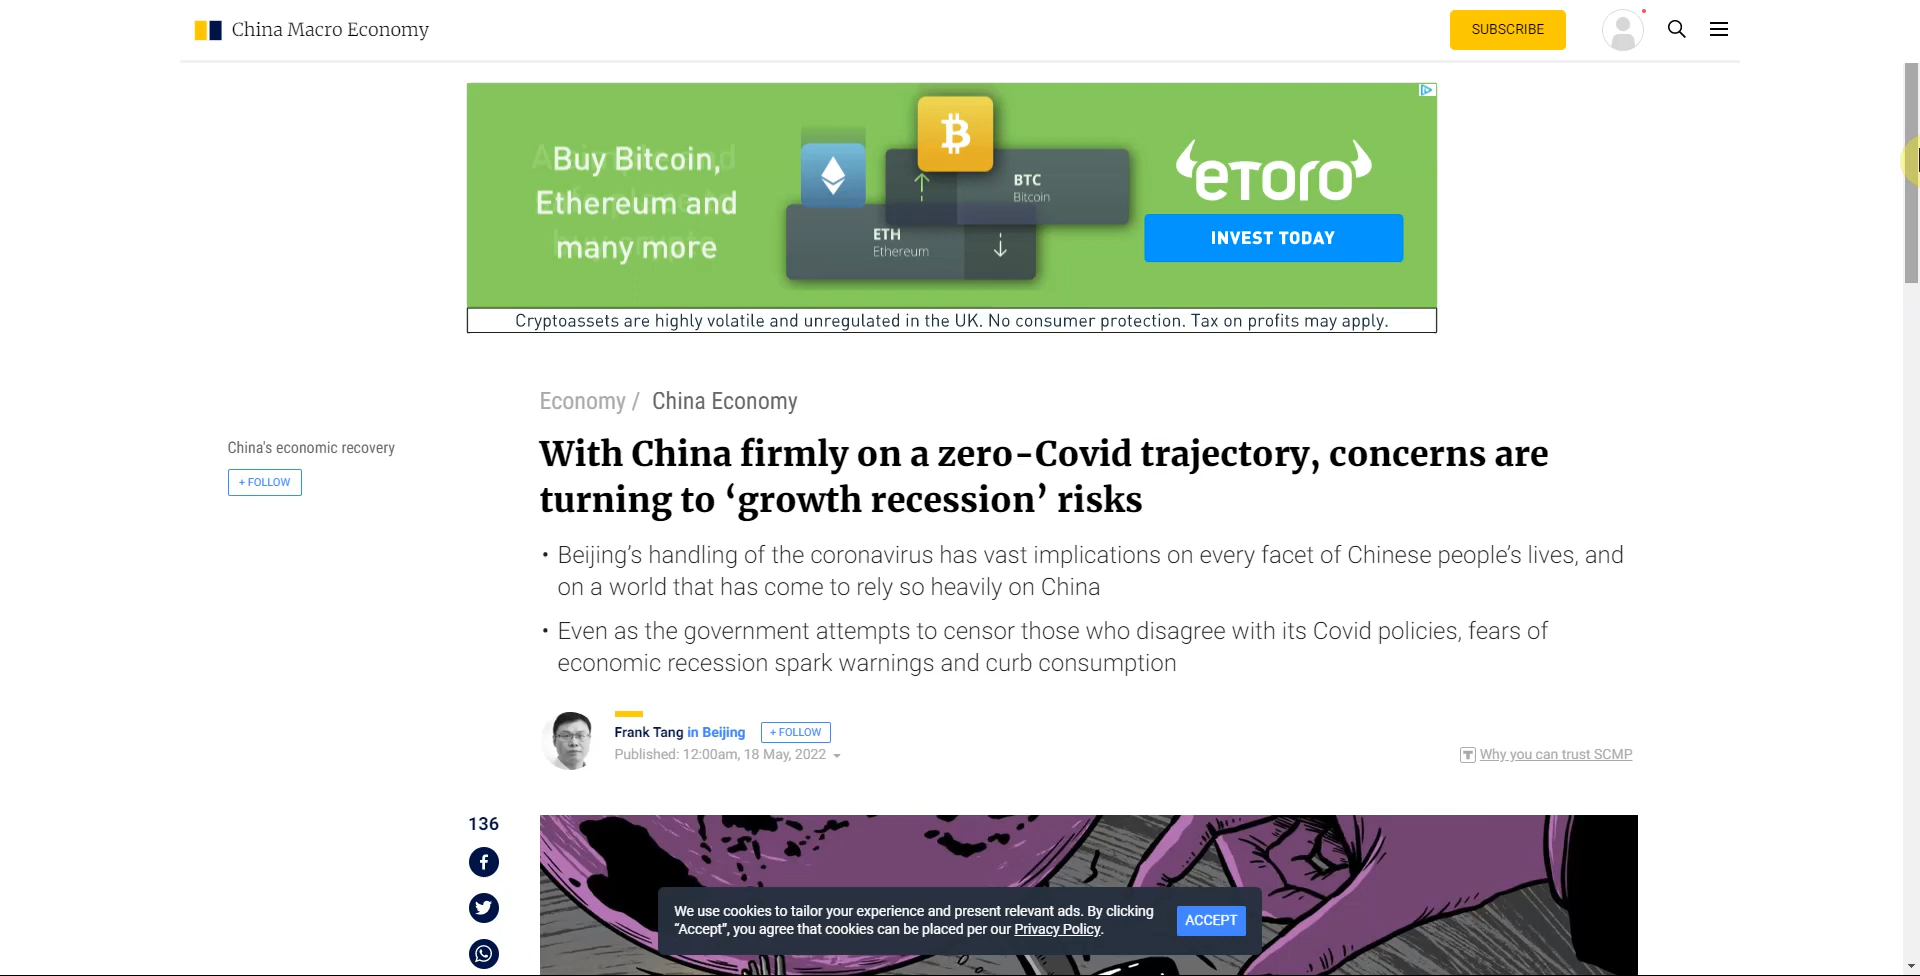 China Macro Economy
SUBSCRIBE
Buy Bitcoin,
Ethereum and
many more
BTC
Bitcoin
ETH
Ethereum
eTORO
INVEST TODAY
Cryptoassets are highly volatile and unregulated in the UK. No consumer protection. Tax on profits may apply.
Economy / China Economy
China's economic recovery
+ FOLLOW
With China firmly on a zero-Covid trajectory, concerns are
turning to ‘growth recession’ risks
• Beijing’s handling of the coronavirus has vast implications on every facet of Chinese people’s lives, and
on a world that has come to rely so heavily on China
• Even as the government attempts to censor those who disagree with its Covid policies, fears of
economic recession spark warnings and curb consumption
Frank Tang in Beijing + FOLLOW
Published: 12:00am, 18 May, 2022
Why you can trust SCMP
136
We use cookies to tailor your experience and present relevant ads. By clicking
“Accept”, you agree that cookies can be placed per our Privacy Policy.
ACCEPT